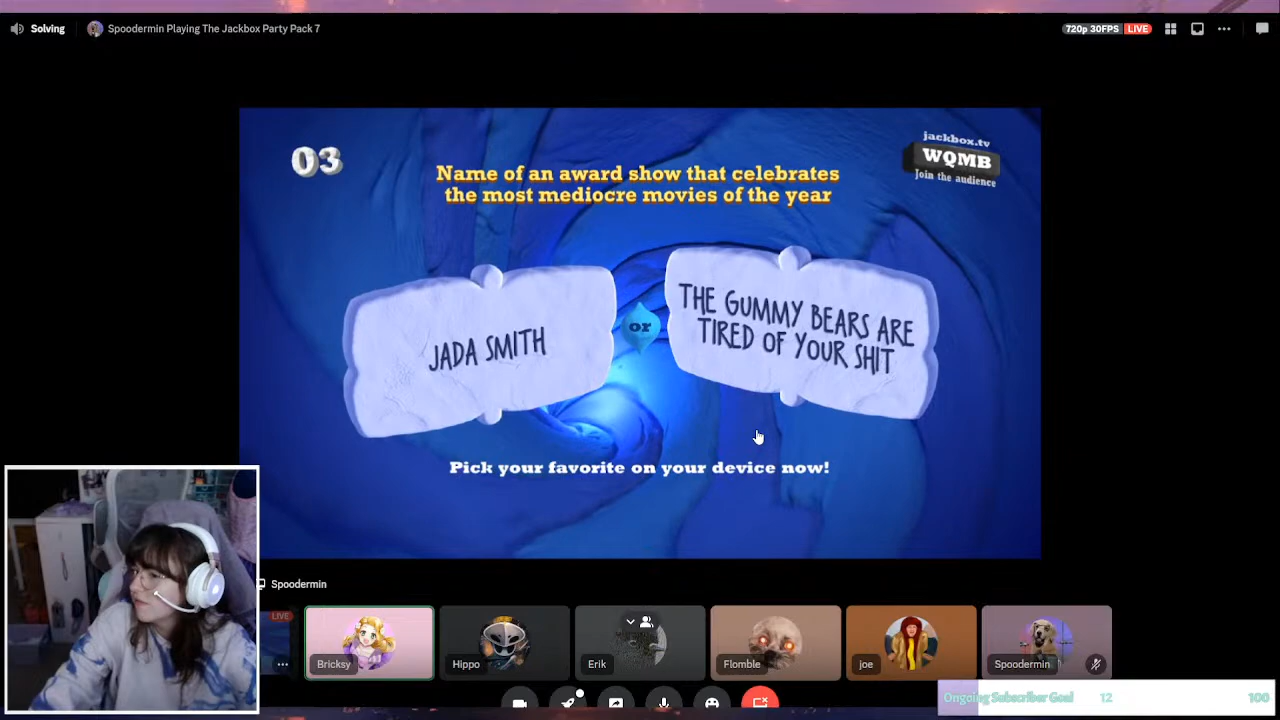 Solving
Spoodermin Playing The Jackbox Party Pack 7
720p 30FPS LIVE
03
jackbox.tv
WQMB
Join the audience
Name of an award show that celebrates
the most mediocre movies of the year
JADA SMITH
or
THE GUMMY BEARS ARE
TIRED OF YOUR SHIT
Pick your favorite on your device now!
Spoodermin
LIVE
Bricksy
Hippo
Erik
Flomble
joe
Spoodermin
Ongoing Subscriber Goal 12 100